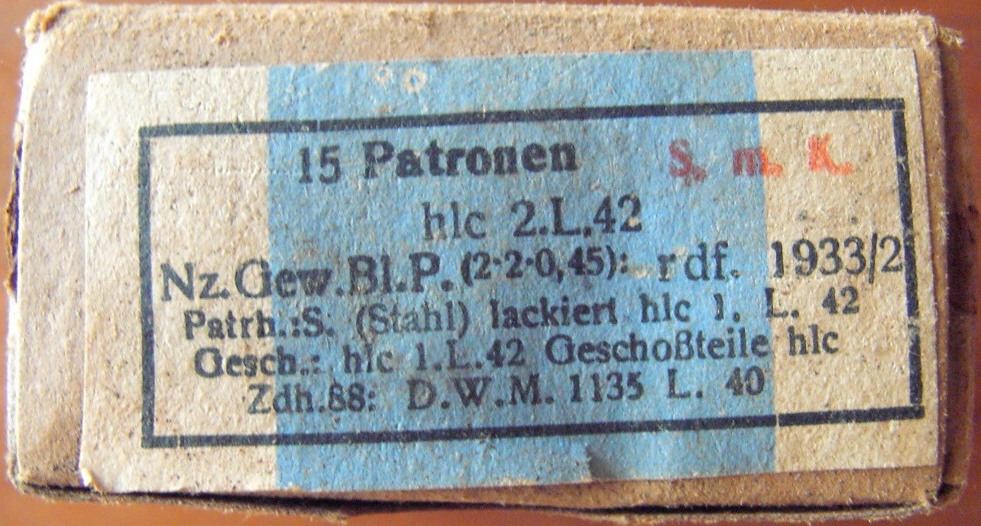 15 Patronen S. m. K.
hlc 2.L.42
Nz.Gew.Bl.P. (2·2·0,45): rdf. 1933/2
Patrh.:S. (Stahl) lackiert hlc 1. L. 42
Gesch.: hlc 1.L.42 Geschoßteile hlc
Zdh.88: D.W.M. 1135 L. 40